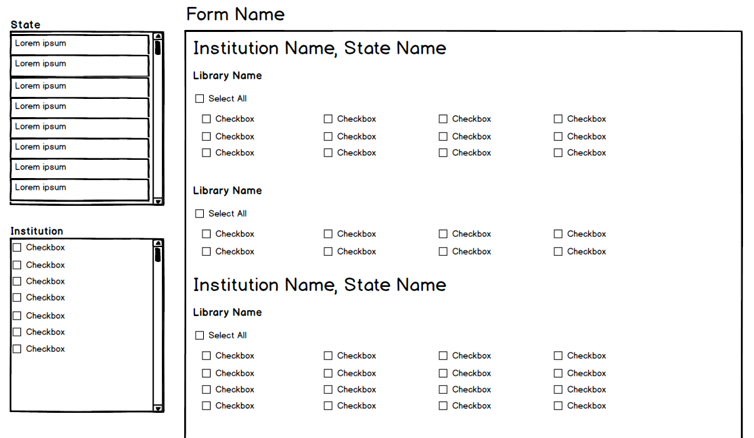 State
Lorem ipsum
Lorem ipsum
Lorem ipsum
Lorem ipsum
Lorem ipsum
Lorem ipsum
Lorem ipsum
Lorem ipsum
Institution
Checkbox
Checkbox
Checkbox
Checkbox
Checkbox
Checkbox
Checkbox
Form Name
Institution Name, State Name
Library Name
Select All
Checkbox Checkbox Checkbox Checkbox
Checkbox Checkbox Checkbox Checkbox
Checkbox Checkbox Checkbox Checkbox
Library Name
Select All
Checkbox Checkbox Checkbox Checkbox
Checkbox Checkbox Checkbox Checkbox
Institution Name, State Name
Library Name
Select All
Checkbox Checkbox Checkbox Checkbox
Checkbox Checkbox Checkbox Checkbox
Checkbox Checkbox Checkbox Checkbox
Checkbox Checkbox Checkbox Checkbox